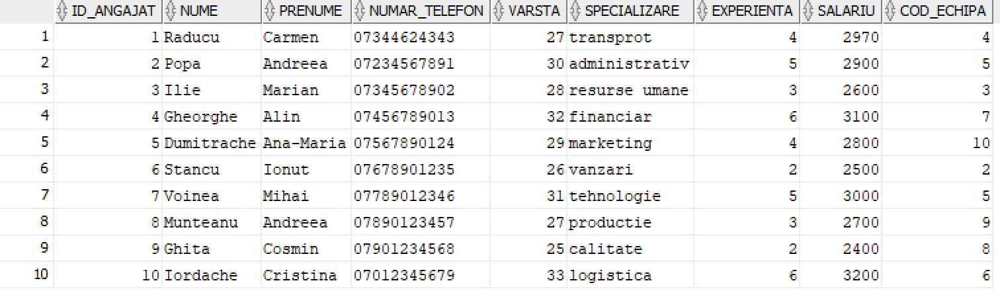 ID_ANGAJAT NUME PRENUME NUMAR_TELEFON VARSTA SPECIALIZARE EXPERIENTA SALARIU COD_ECHIPA
1 1 Raducu Carmen 07344624343 27 transprot 4 2970 4
2 2 Popa Andreea 07234567891 30 administrativ 5 2900 5
3 3 Ilie Marian 07345678902 28 resurse umane 3 2600 3
4 4 Gheorghe Alin 07456789013 32 financiar 6 3100 7
5 5 Dumitrache Ana-Maria 07567890124 29 marketing 4 2800 10
6 6 Stancu Ionut 07678901235 26 vanzari 2 2500 2
7 7 Voinea Mihai 07789012346 31 tehnologie 5 3000 5
8 8 Munteanu Andreea 07890123457 27 productie 3 2700 9
9 9 Ghita Cosmin 07901234568 25 calitate 2 2400 8
10 10 Iordache Cristina 07012345679 33 logistica 6 3200 6